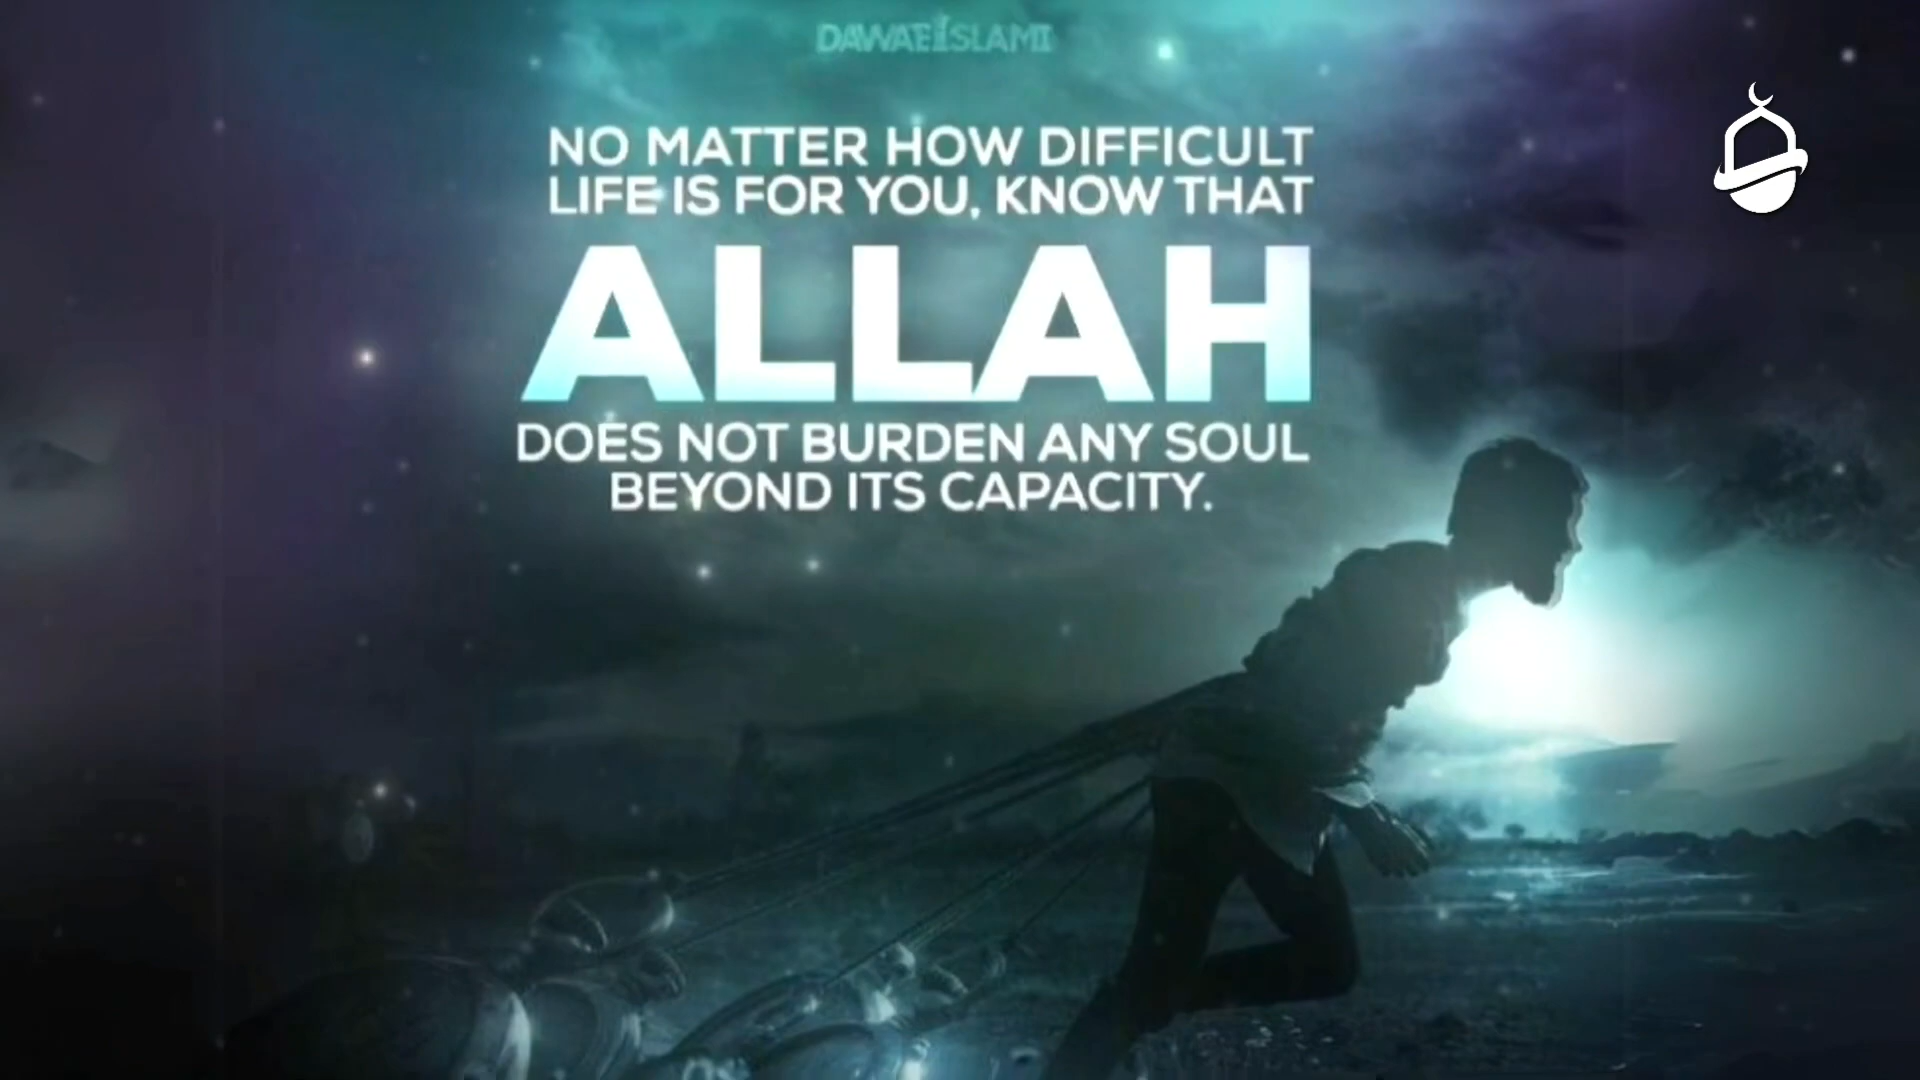 DAWAEISLAMI
NO MATTER HOW DIFFICULT
LIFE IS FOR YOU, KNOW THAT
ALLAH
DOES NOT BURDEN ANY SOUL
BEYOND ITS CAPACITY.